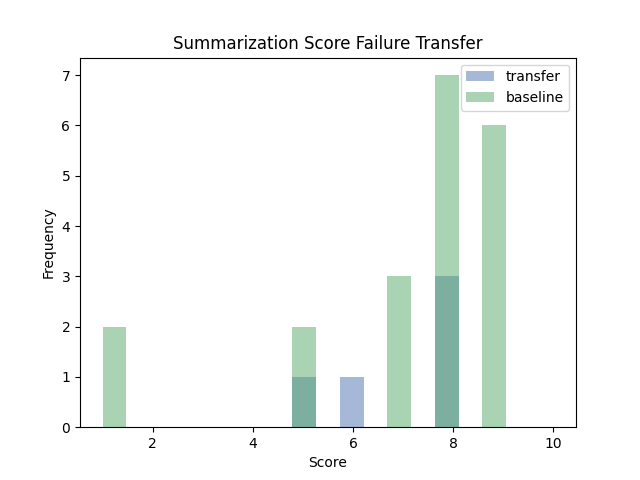 Summarization Score Failure Transfer
transfer
baseline
7
6
5
4
3
2
1
0
Frequency
2 4 6 8 10
Score